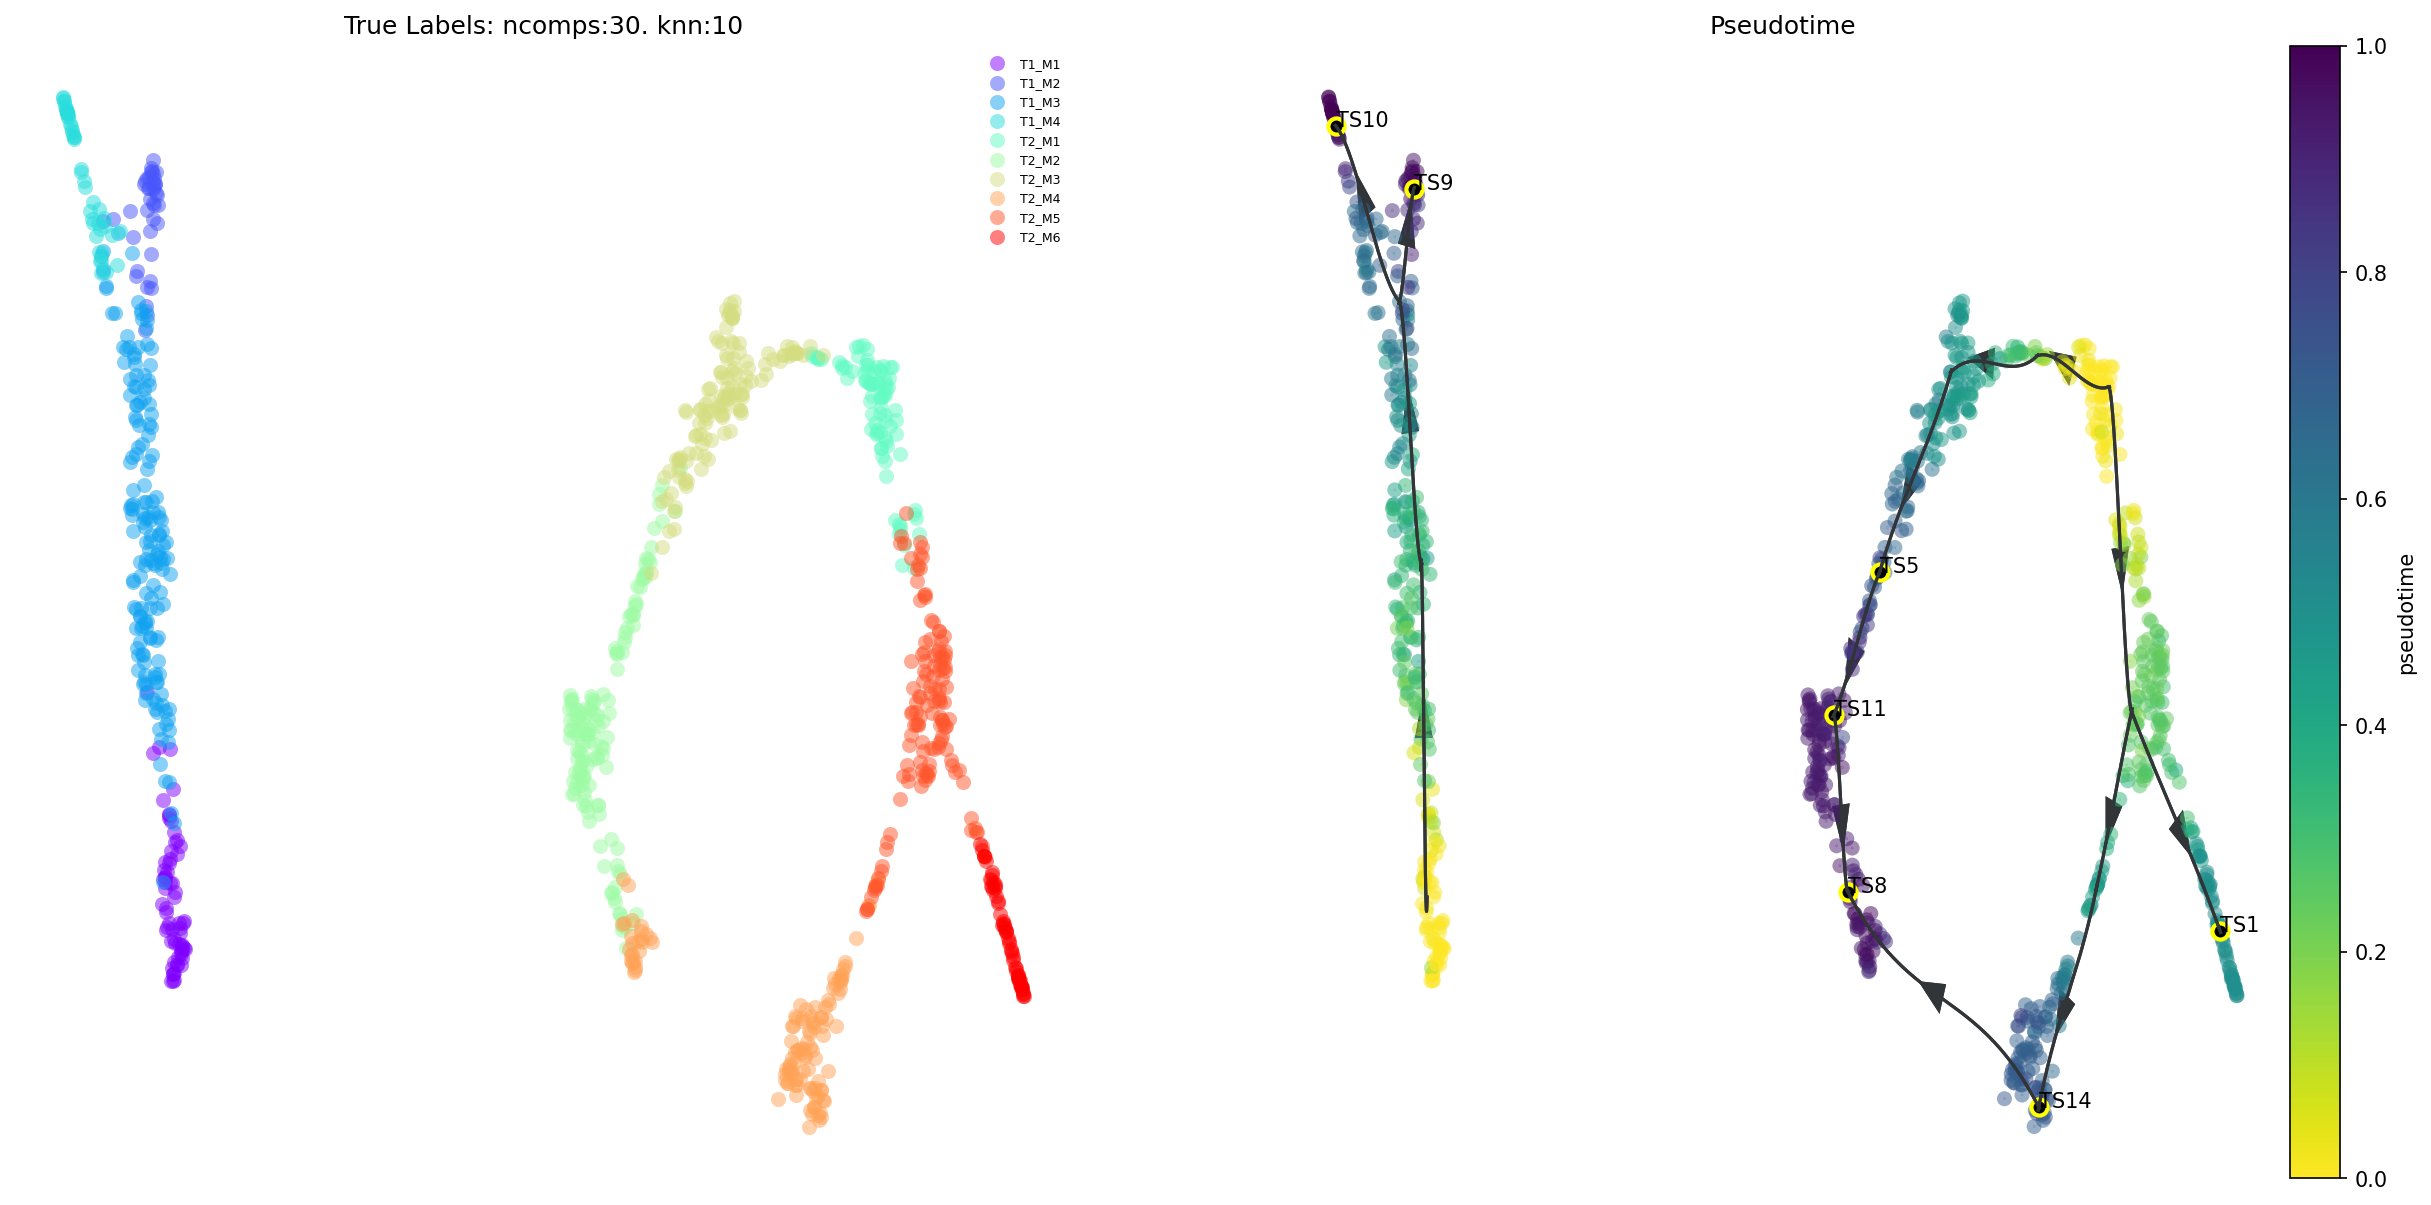 True Labels: ncomps:30. knn:10
T1_M1
T1_M2
T1_M3
T1_M4
T2_M1
T2_M2
T2_M3
T2_M4
T2_M5
T2_M6
Pseudotime
TS10
TS9
TS5
TS11
TS8
TS1
TS14
1.0
0.8
0.6
0.4
0.2
0.0
pseudotime